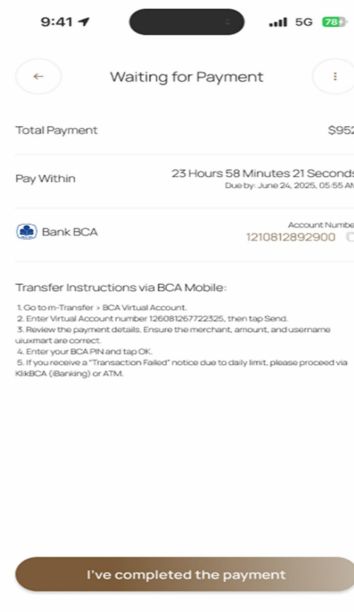 9:41
5G 78
Waiting for Payment
Total Payment $952
Pay Within 23 Hours 58 Minutes 21 Seconds
Due by: June 24, 2025, 05:55 AM
Bank BCA Account Number
1210812892900
Transfer Instructions via BCA Mobile:
1. Go to m-Transfer > BCA Virtual Account.
2. Enter Virtual Account number 126081267722325, then tap Send.
3. Review the payment details. Ensure the merchant, amount, and username
uiuxmart are correct.
4. Enter your BCA PIN and tap OK.
5. If you receive a "Transaction Failed" notice due to daily limit, please proceed via
KlikBCA (iBanking) or ATM.
I've completed the payment